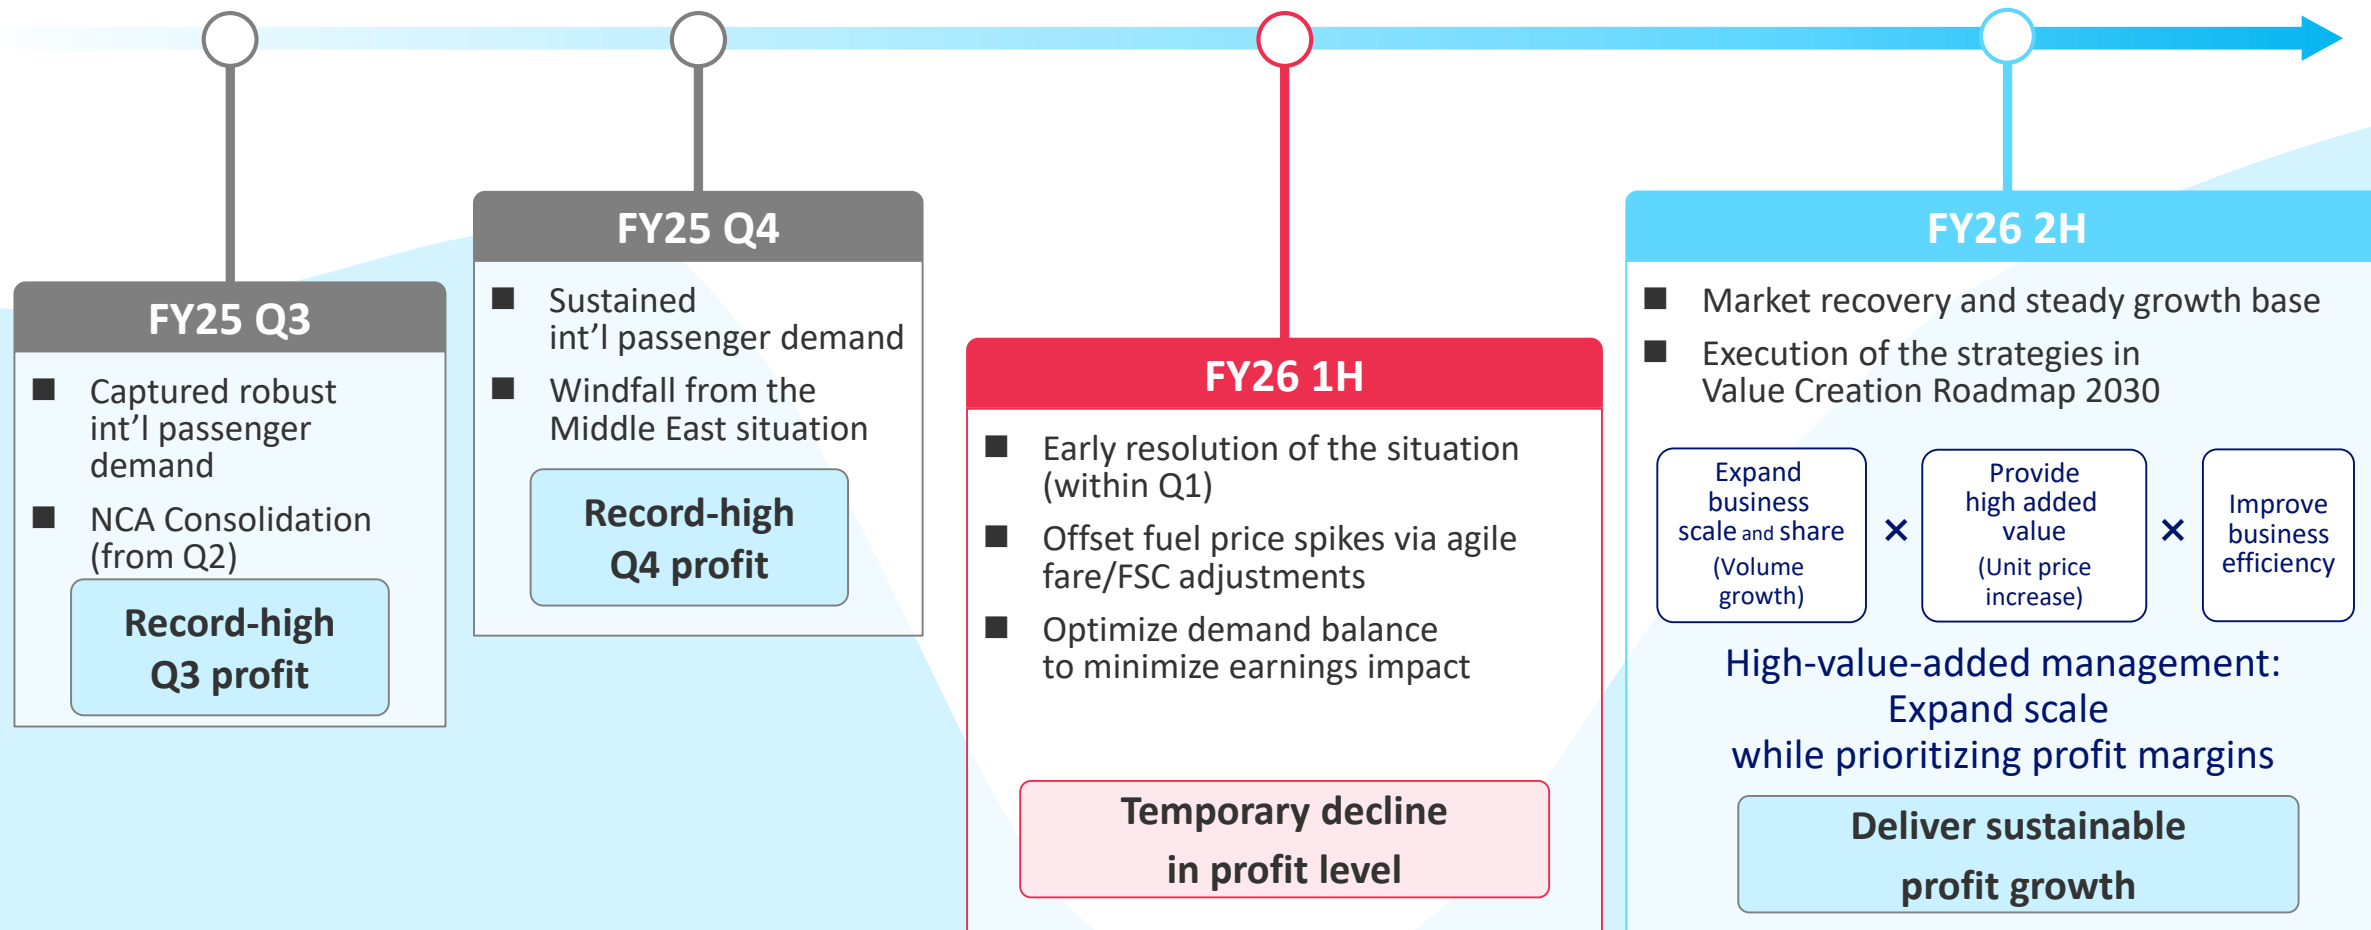 FY25 Q3
■ Captured robust
int’l passenger
demand
■ NCA Consolidation
(from Q2)
Record-high
Q3 profit
FY25 Q4
■ Sustained
int’l passenger demand
■ Windfall from the
Middle East situation
Record-high
Q4 profit
FY26 1H
■ Early resolution of the situation
(within Q1)
■ Offset fuel price spikes via agile
fare/FSC adjustments
■ Optimize demand balance
to minimize earnings impact
Temporary decline
in profit level
FY26 2H
■ Market recovery and steady growth base
■ Execution of the strategies in
Value Creation Roadmap 2030
Expand
business
scale and share
(Volume
growth)
×
Provide
high added
value
(Unit price
increase)
×
Improve
business
efficiency
High-value-added management:
Expand scale
while prioritizing profit margins
Deliver sustainable
profit growth